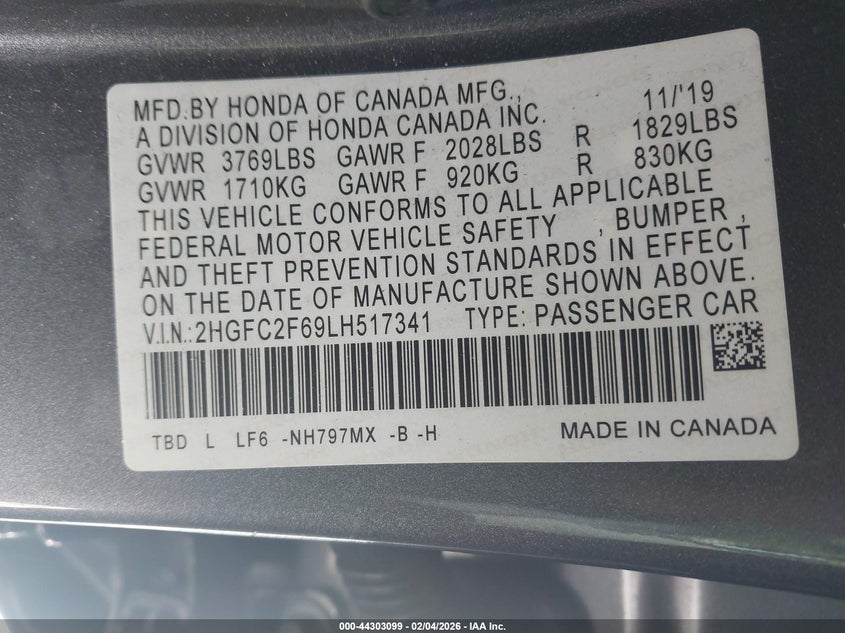 MFD.BY HONDA OF CANADA MFG., 11/'19
A DIVISION OF HONDA CANADA INC.
GVWR 3769LBS GAWR F 2028LBS R 1829LBS
GVWR 1710KG GAWR F 920KG R 830KG
THIS VEHICLE CONFORMS TO ALL APPLICABLE
FEDERAL MOTOR VEHICLE SAFETY , BUMPER ,
AND THEFT PREVENTION STANDARDS IN EFFECT
ON THE DATE OF MANUFACTURE SHOWN ABOVE.
V.I.N.:2HGFC2F69LH517341 TYPE: PASSENGER CAR
TBD L LF6 -NH797MX -B -H MADE IN CANADA
000-44303099 - 02/04/2026 - IAA Inc.